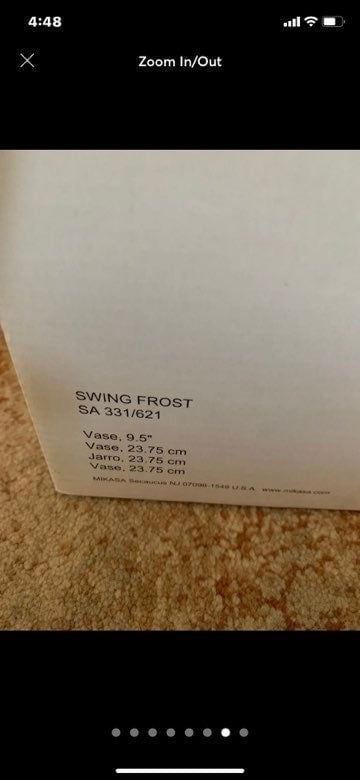 4:48
Zoom In/Out
SWING FROST
SA 331/621
Vase, 9.5"
Vase, 23.75 cm
Jarro, 23.75 cm
Vase, 23.75 cm
MIKASA Secaucus NJ 07096-1549 U.S.A. www.mikasa.com